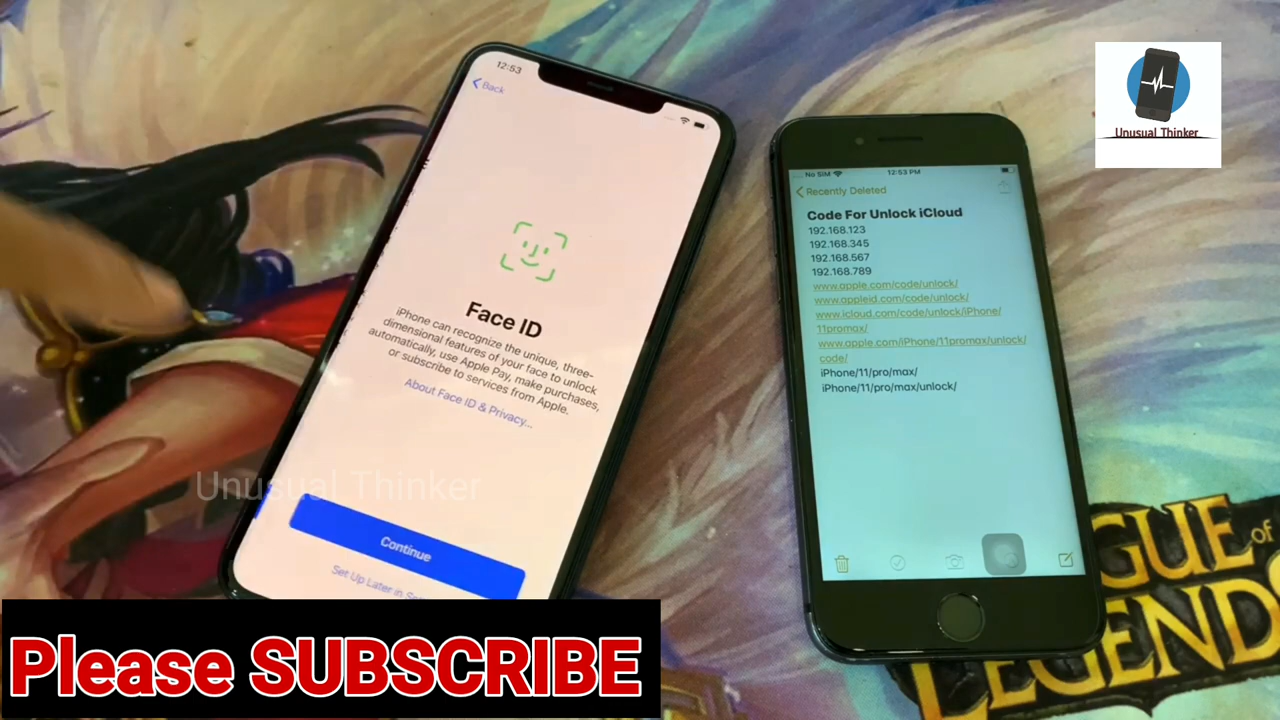 12:53
Back
Face ID
iPhone can recognize the unique, three-
dimensional features of your face to unlock
automatically, use Apple Pay, make purchases,
or subscribe to services from Apple.
About Face ID & Privacy...
Continue
Set Up Later in
No SIM
12:53 PM
Recently Deleted
Code For Unlock iCloud
192.168.123
192.168.345
192.168.567
192.168.789
www.apple.com/code/unlock/
www.appleid.com/code/unlock/
www.icloud.com/code/unlock/iPhone/
11promax/
www.apple.com/iPhone/11promax/unlock/
code/
iPhone/11/pro/max/
iPhone/11/pro/max/unlock/
Unusual Thinker
Unusual Thinker
GUE of
LEGENDS
Please SUBSCRIBE